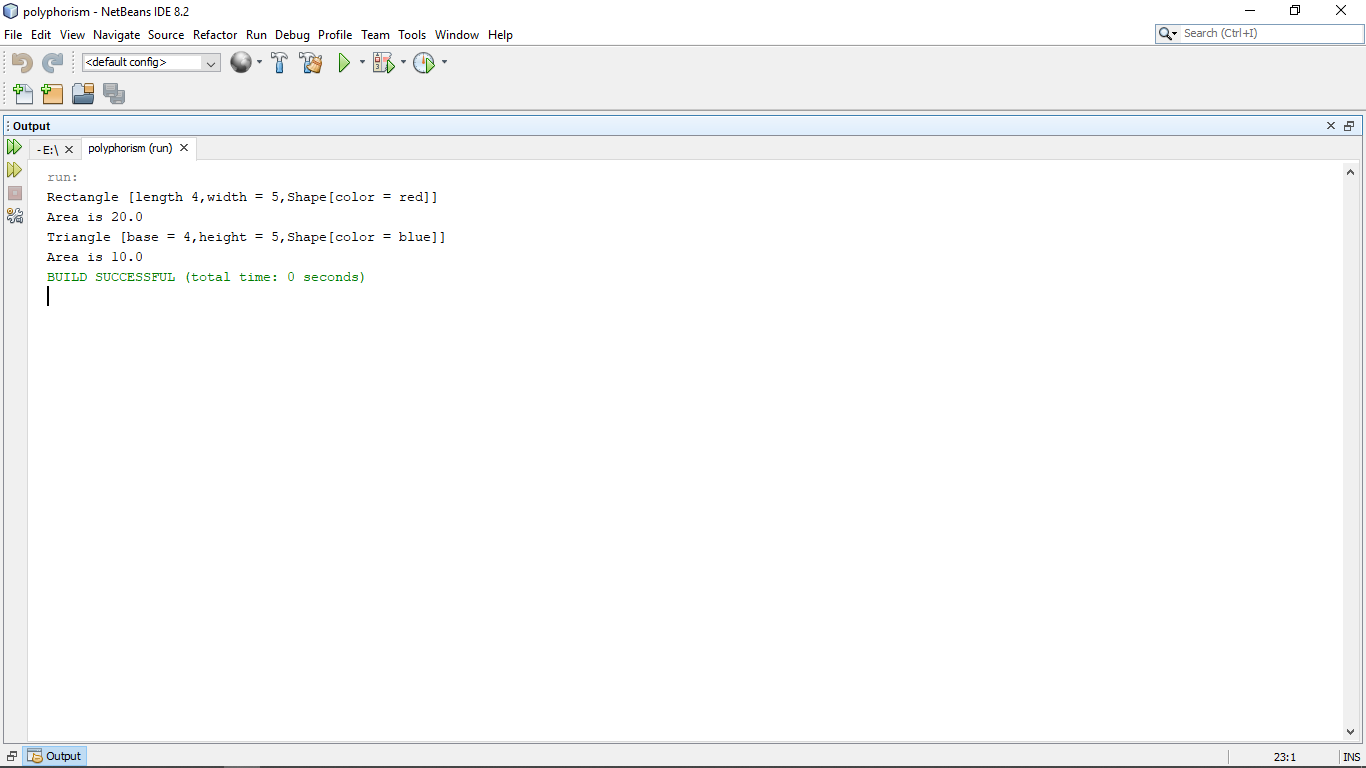 polyphorism - NetBeans IDE 8.2
File Edit View Navigate Source Refactor Run Debug Profile Team Tools Window Help
Search (Ctrl+I)
<default config>
Output
-E:\
polyphorism (run)
run:
Rectangle [length 4,width = 5,Shape[color = red]]
Area is 20.0
Triangle [base = 4,height = 5,Shape[color = blue]]
Area is 10.0
BUILD SUCCESSFUL (total time: 0 seconds)
Output
23:1
INS